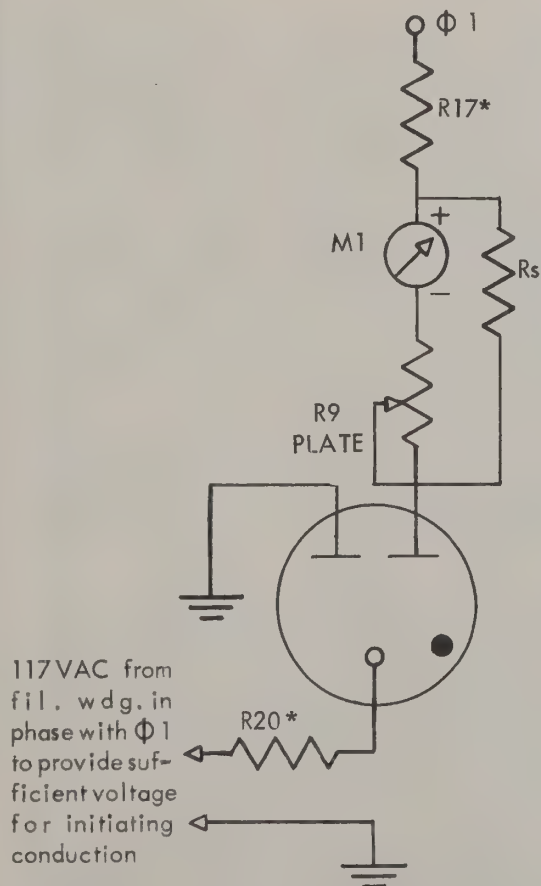 Φ 1
R17*
+
M1
Rs
−
R9
PLATE
117VAC from
fil. wdg. in
phase with Φ 1
to provide suf-
ficient voltage
for initiating
conduction
R20*